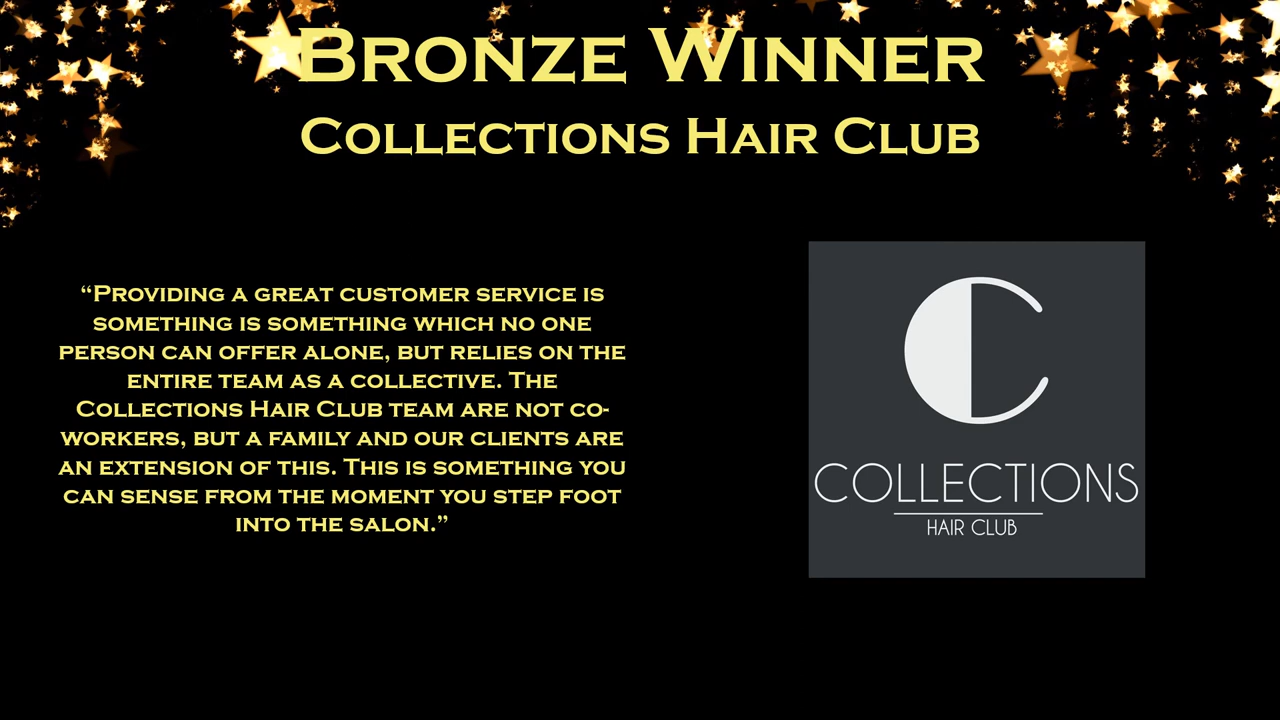 Bronze Winner
Collections Hair Club
“Providing a great customer service is
something is something which no one
person can offer alone, but relies on the
entire team as a collective. The
Collections Hair Club team are not co-
workers, but a family and our clients are
an extension of this. This is something you
can sense from the moment you step foot
into the salon.”
C
COLLECTIONS
HAIR CLUB